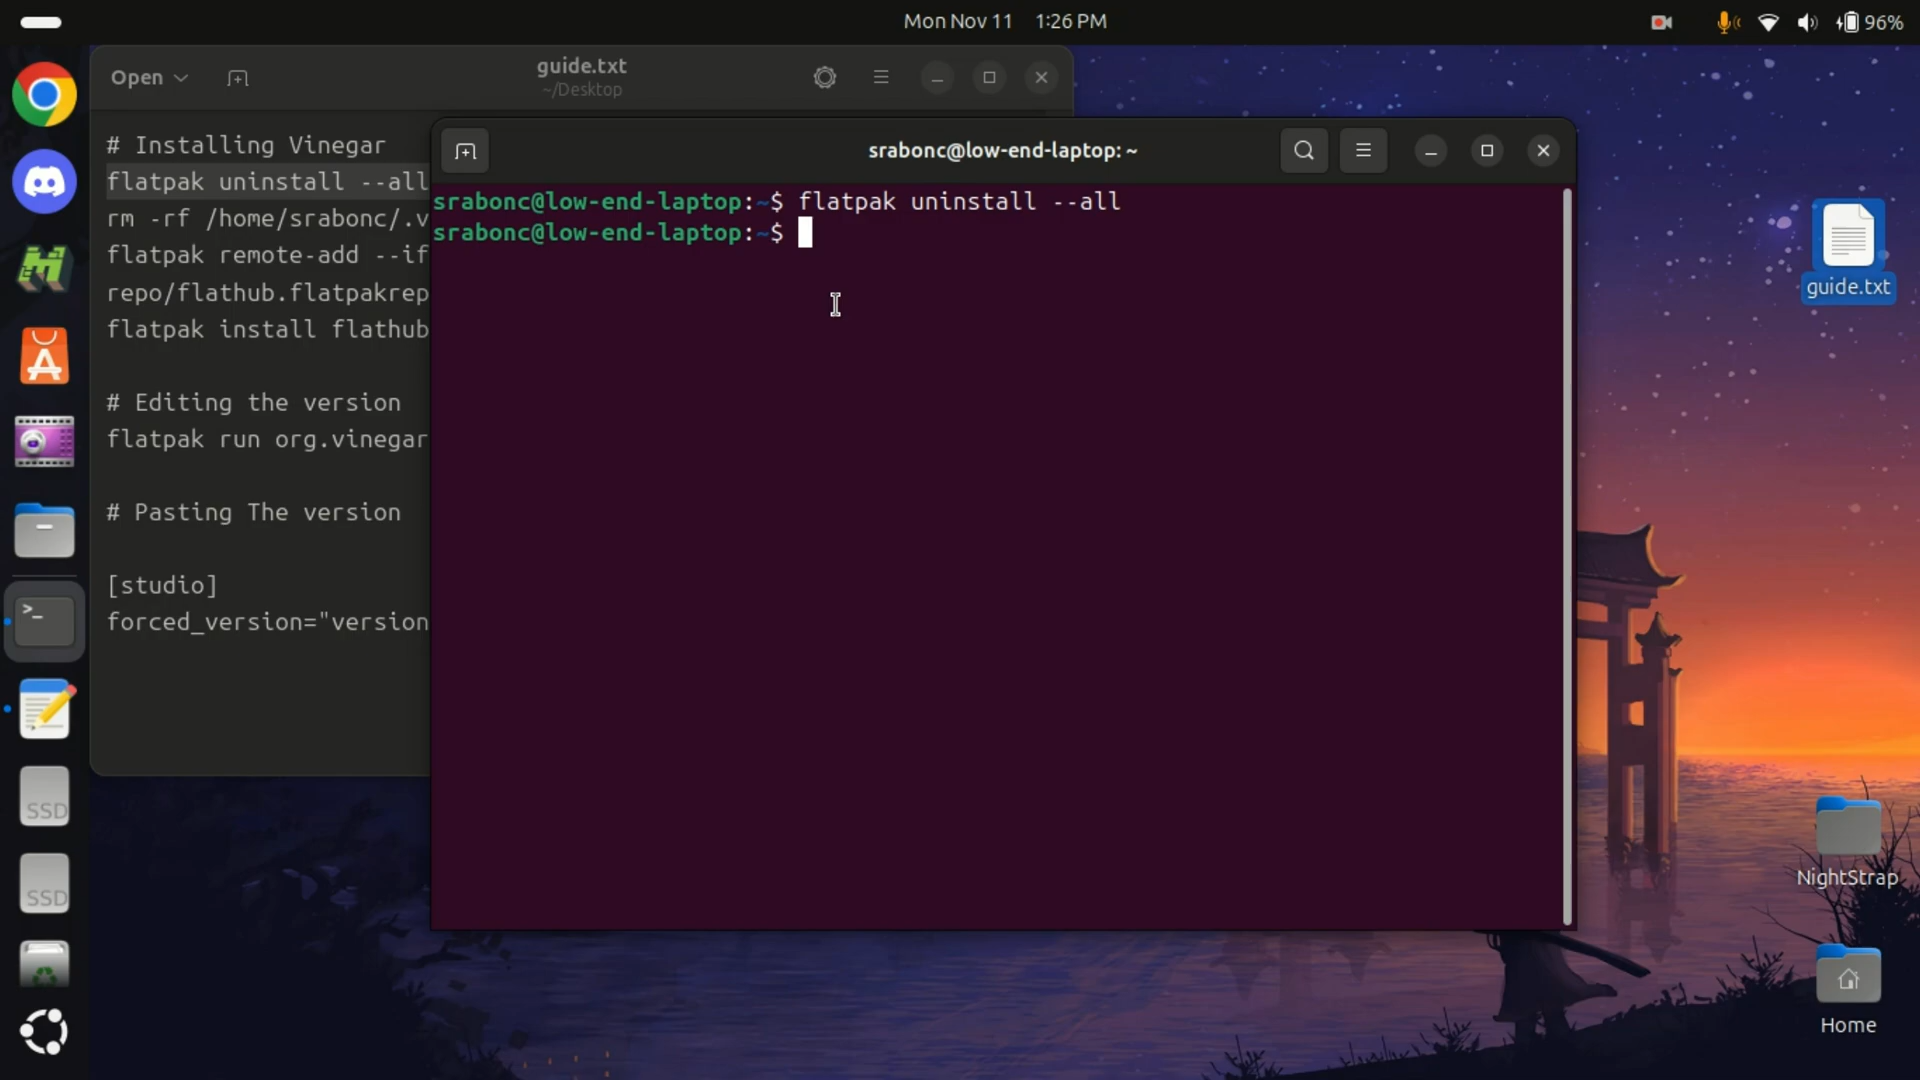 Mon Nov 11 1:26 PM
96%
Open
guide.txt
~/Desktop
# Installing Vinegar
flatpak uninstall --all
rm -rf /home/srabonc/.v
flatpak remote-add --if
repo/flathub.flatpakrep
flatpak install flathub
# Editing the version
flatpak run org.vinegar
# Pasting The version
[studio]
forced_version="version
srabonc@low-end-laptop: ~
srabonc@low-end-laptop:~$ flatpak uninstall --all
srabonc@low-end-laptop:~$
guide.txt
NightStrap
Home
>_
SSD
SSD